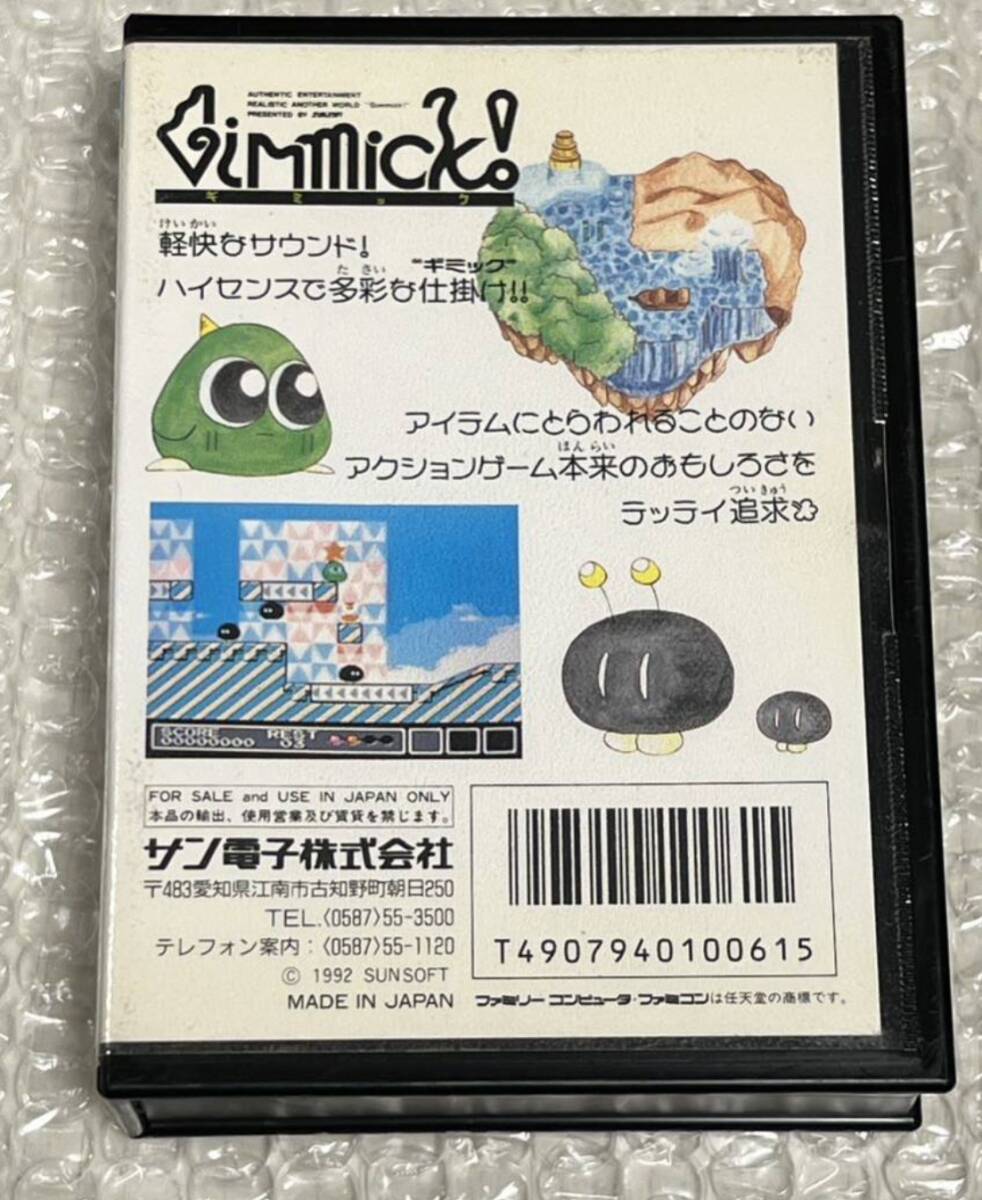 AUTHENTIC ENTERTAINMENT
REALISTIC ANOTHER WORLD "GIMMICK!"
PRESENTED BY SUNSOFT
Gimmick!
ギミック
けいかい
軽快なサウンド!
たさい "ギミック"
ハイセンスで多彩な仕掛け!!
アイテムにとらわれることのない
ほんらい
アクションゲーム本来のおもしろさを
ついきゅう
テッテイ追求
SCORE
00000000
REST
03
FOR SALE and USE IN JAPAN ONLY
本品の輸出、使用営業及び賃貸を禁じます。
サン電子株式会社
〒483愛知県江南市古知野町朝日250
TEL.〈0587〉55-3500
テレフォン案内:〈0587〉55-1120
© 1992 SUNSOFT
MADE IN JAPAN
T4907940100615
ファミリーコンピュータ・ファミコンは任天堂の商標です。